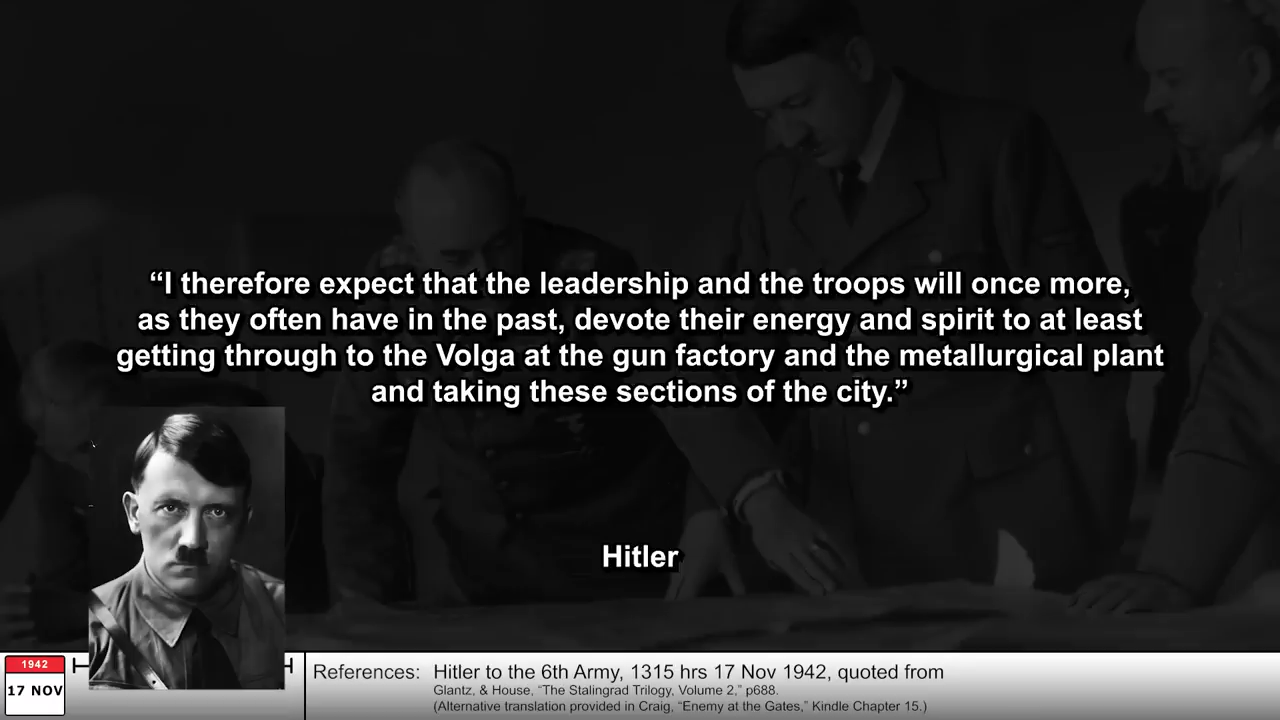 “I therefore expect that the leadership and the troops will once more,
as they often have in the past, devote their energy and spirit to at least
getting through to the Volga at the gun factory and the metallurgical plant
and taking these sections of the city.”
Hitler
1942
17 NOV
References: Hitler to the 6th Army, 1315 hrs 17 Nov 1942, quoted from
Glantz, & House, “The Stalingrad Trilogy, Volume 2,” p688.
(Alternative translation provided in Craig, “Enemy at the Gates,” Kindle Chapter 15.)